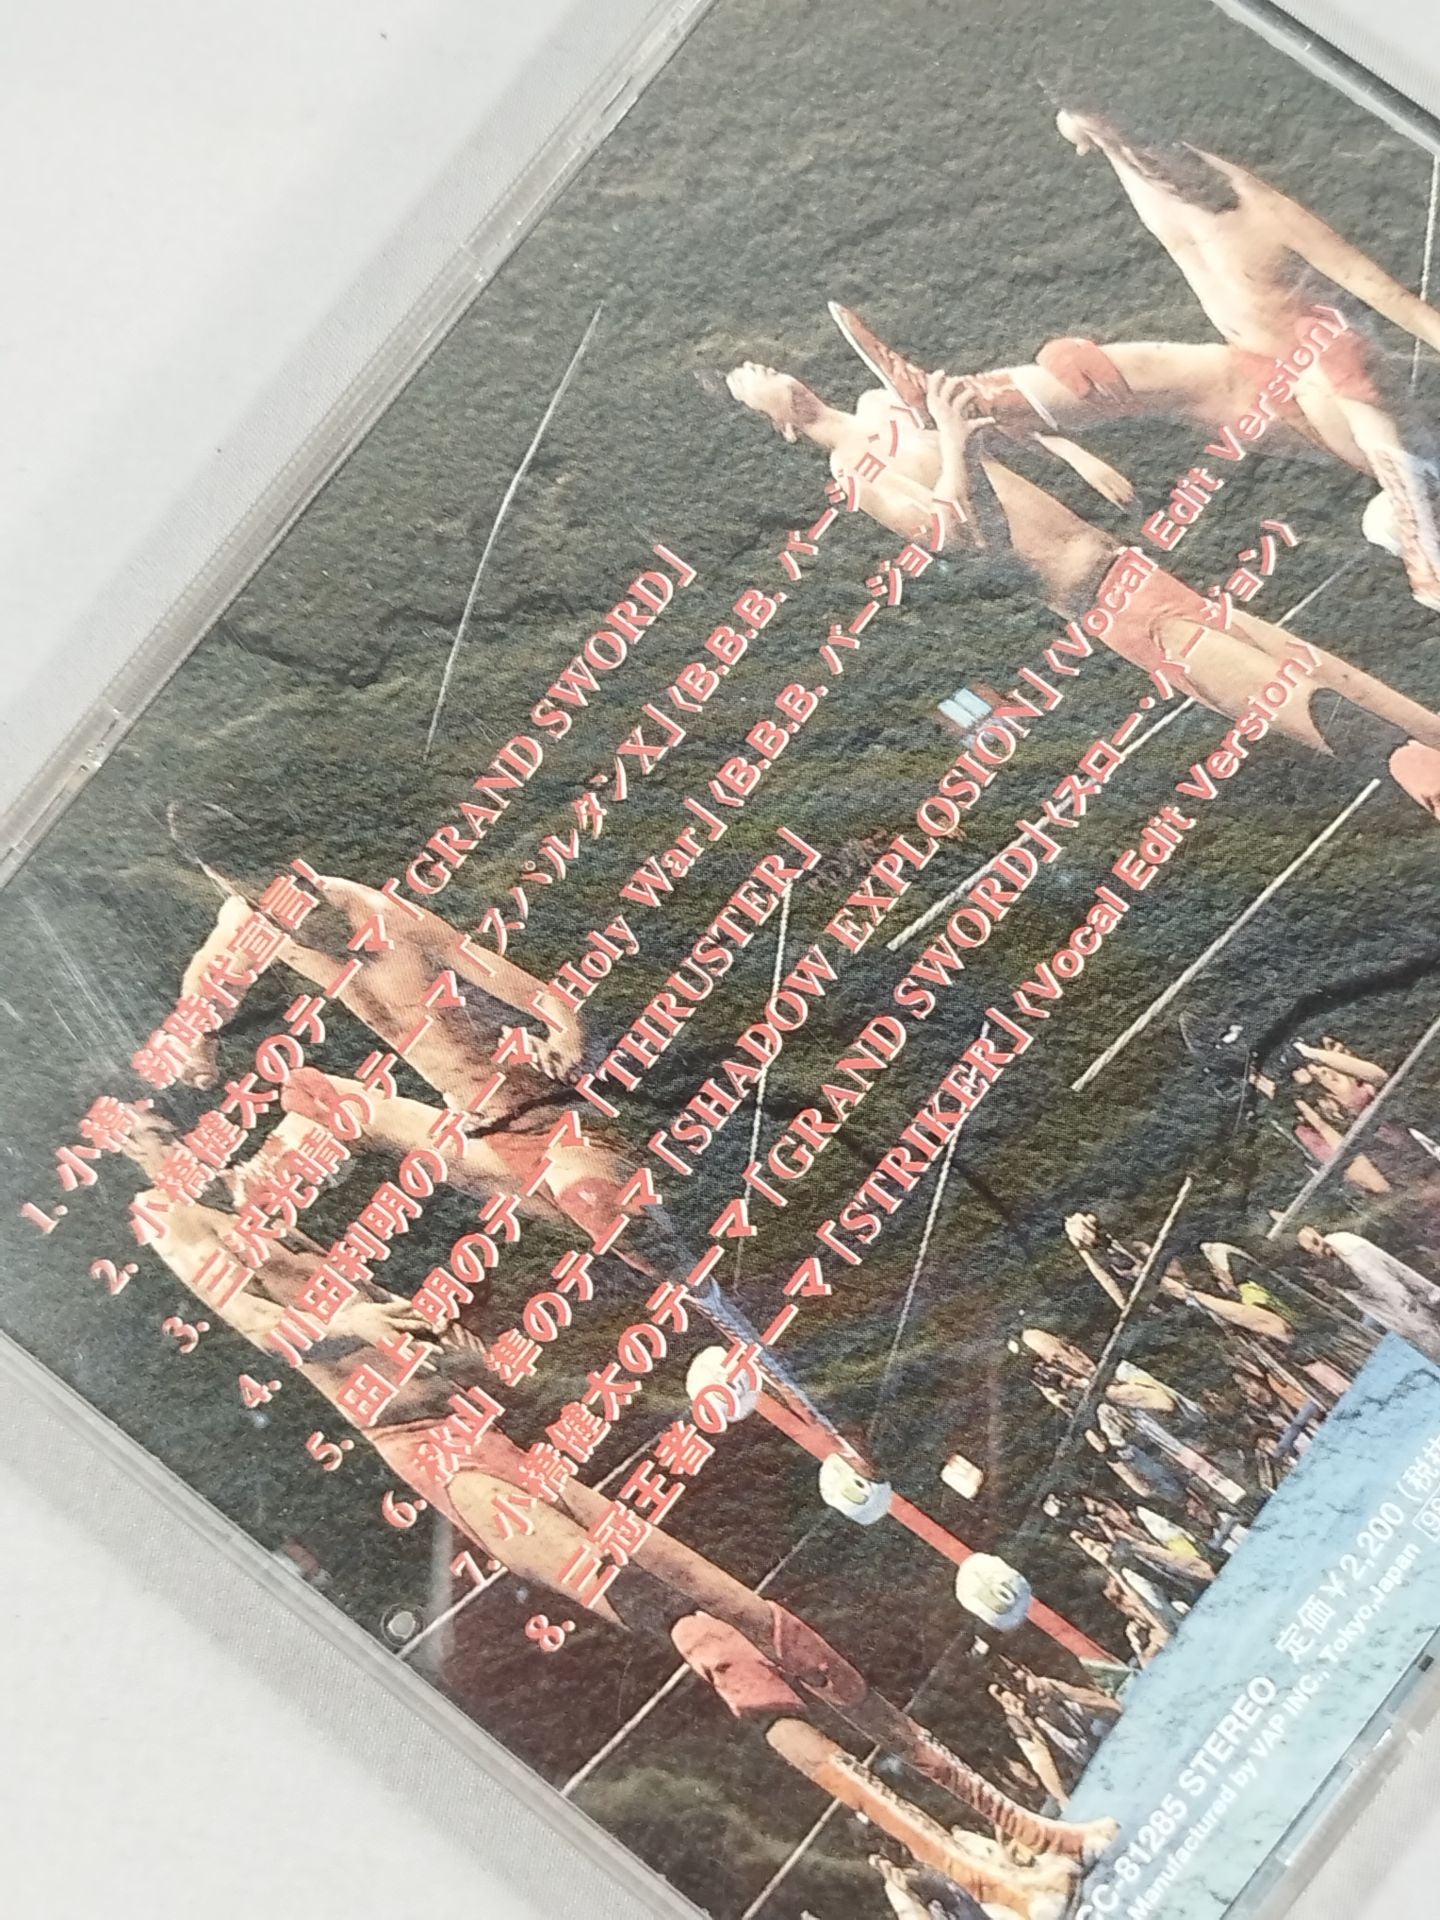 1. 小橋、新時代宣言!
2. 小橋健太のテーマ「GRAND SWORD」
3. 三沢光晴のテーマ「スパルタンX」〈B.B.B. バージョン〉
4. 川田利明のテーマ「Holy War」〈B.B.B. バージョン〉
5. 田上 明のテーマ「THRUSTER」
6. 秋山 準のテーマ「SHADOW EXPLOSION」〈Vocal Edit Version〉
7. 小橋健太のテーマ「GRAND SWORD」〈スロー・バージョン〉
8. 三冠王者のテーマ「STRIKER」〈Vocal Edit Version〉
CC-81285 STEREO 定価¥2,200
Manufactured by VAP INC., Tokyo, Japan